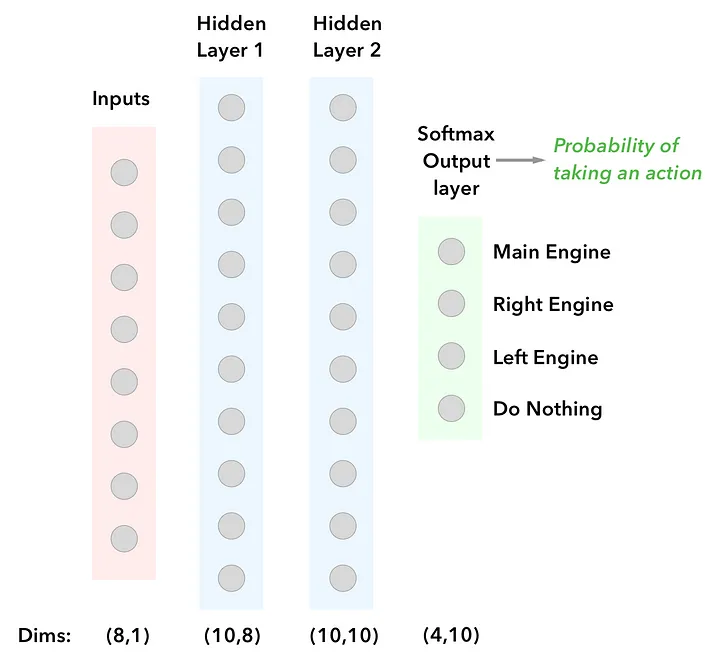 Inputs
Hidden
Layer 1
Hidden
Layer 2
Softmax
Output
layer
Probability of
taking an action
Main Engine
Right Engine
Left Engine
Do Nothing
Dims: (8,1) (10,8) (10,10) (4,10)